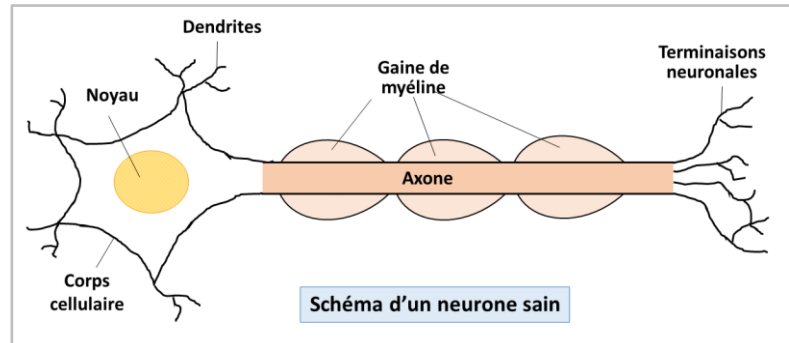 Dendrites
Noyau
Gaine de
myéline
Terminaisons
neuronales
Axone
Corps
cellulaire
Schéma d'un neurone sain